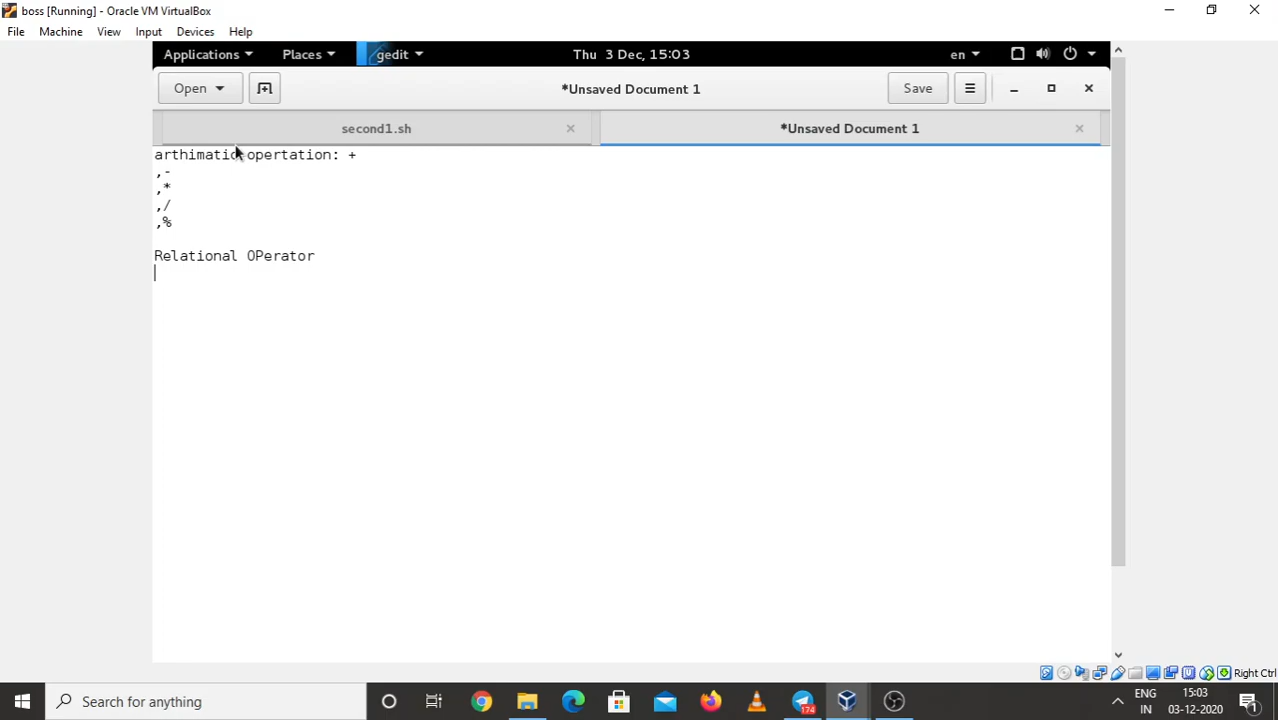 boss [Running] - Oracle VM VirtualBox
File Machine View Input Devices Help
Applications Places gedit Thu 3 Dec, 15:03 en
Open *Unsaved Document 1 Save
second1.sh *Unsaved Document 1
arthimatic opertation: +
,-
,*
,/
,%
Relational OPerator
Right Ctrl
Search for anything
174
ENG 15:03
IN 03-12-2020
1